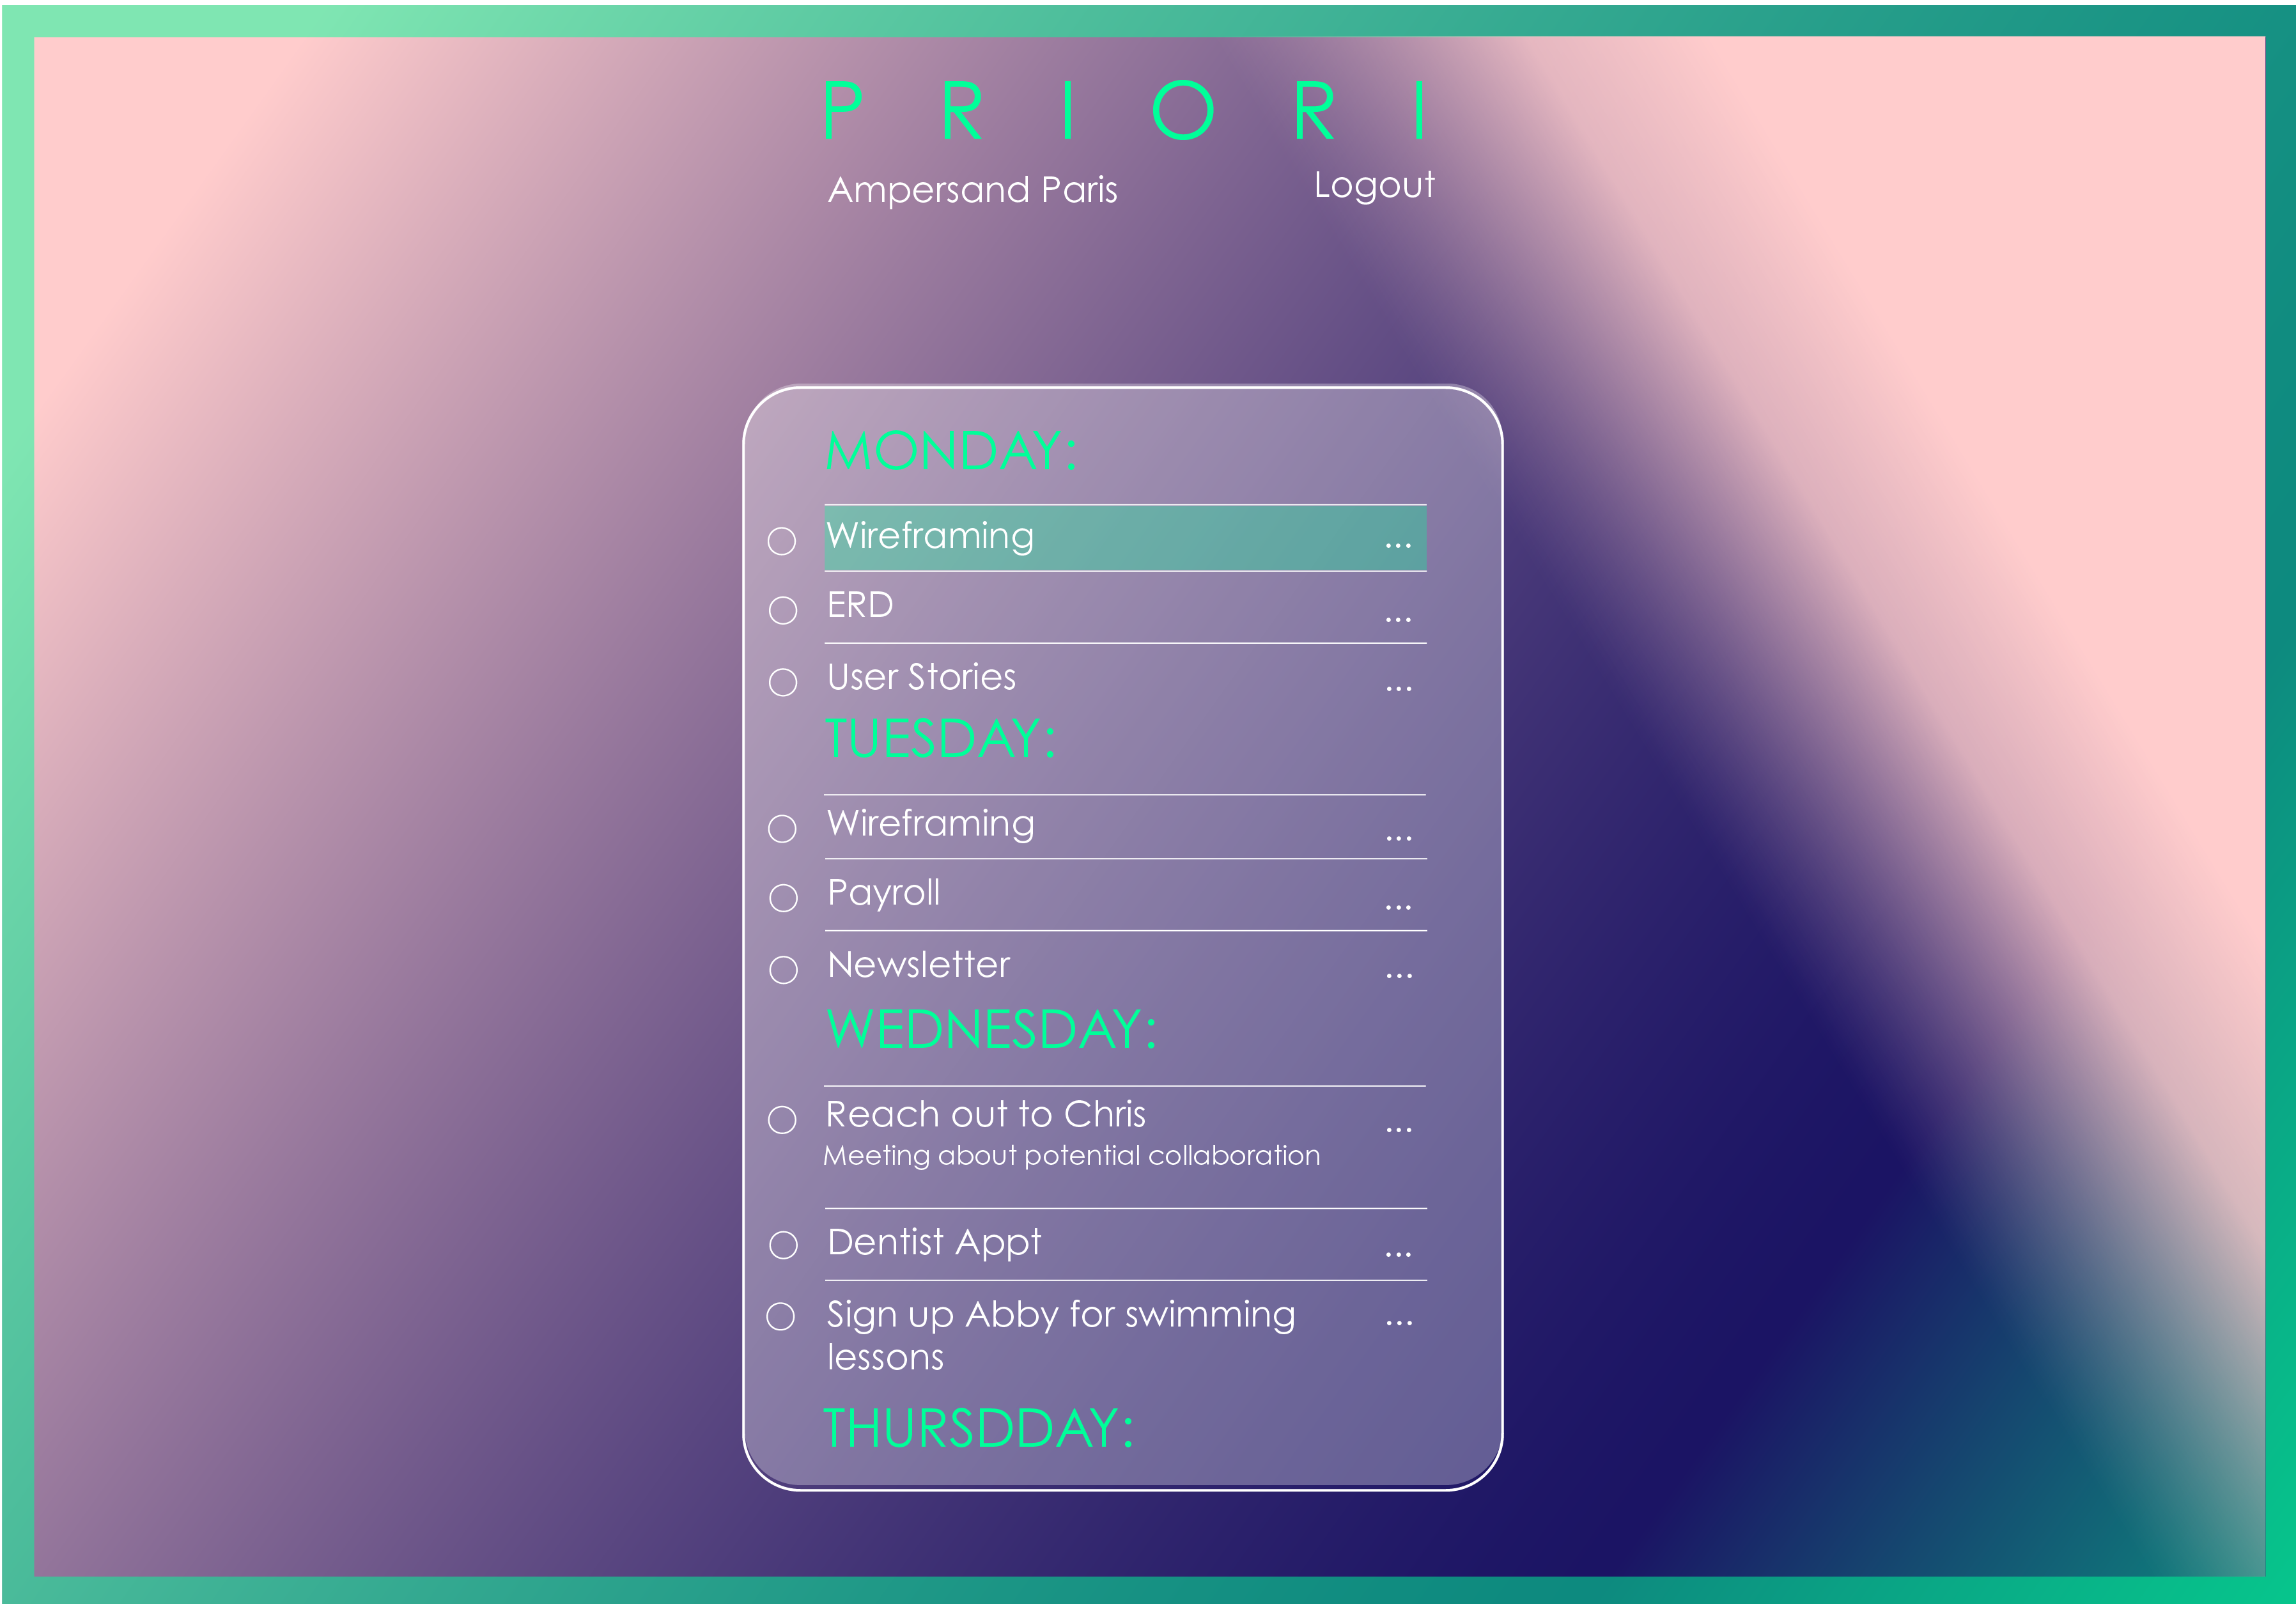 P R I O R I
Ampersand Paris Logout
MONDAY:
Wireframing ...
ERD ...
User Stories ...
TUESDAY:
Wireframing ...
Payroll ...
Newsletter ...
WEDNESDAY:
Reach out to Chris ...
Meeting about potential collaboration
Dentist Appt ...
Sign up Abby for swimming ...
lessons
THURSDDAY: